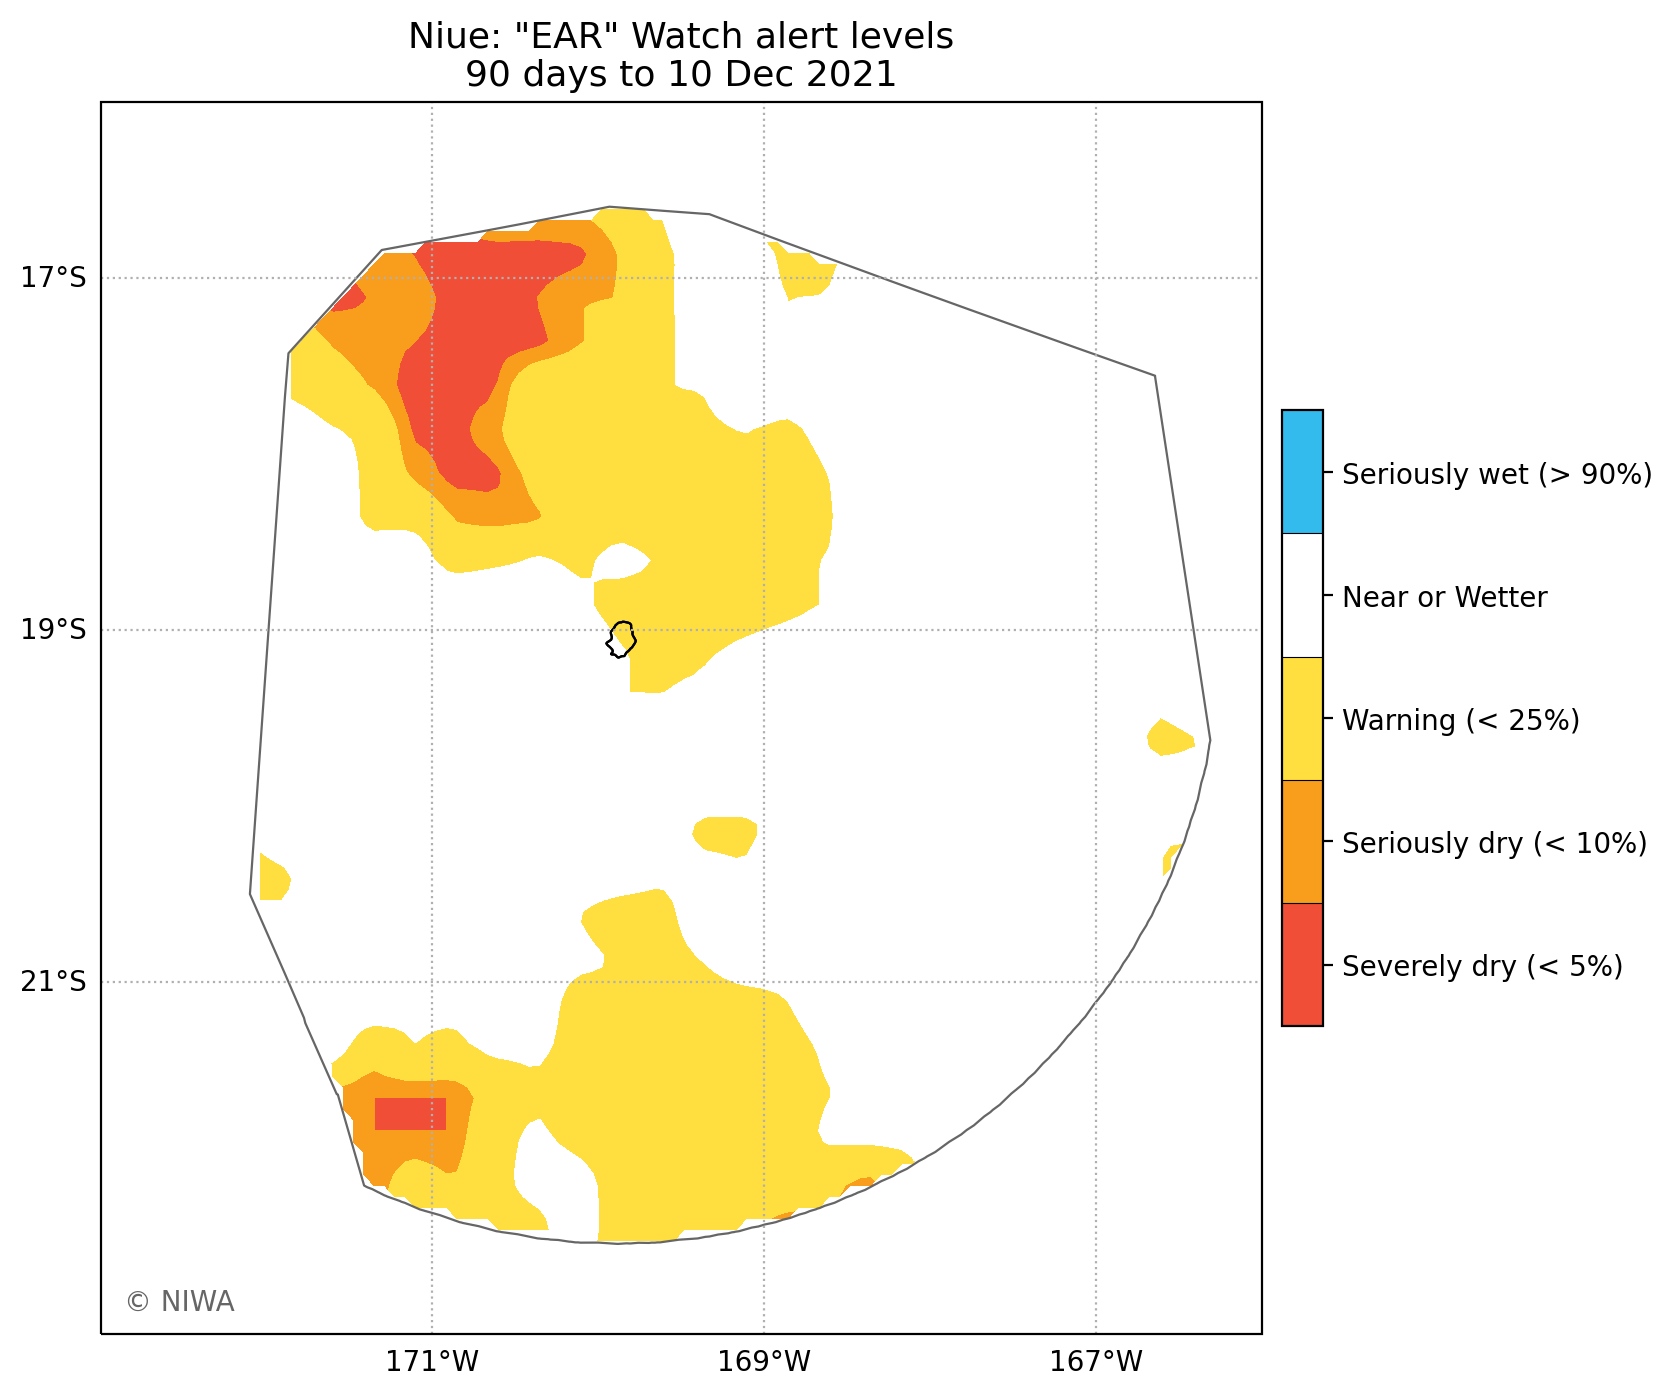 Niue: "EAR" Watch alert levels
90 days to 10 Dec 2021
17°S
19°S
21°S
171°W
169°W
167°W
Seriously wet (> 90%)
Near or Wetter
Warning (< 25%)
Seriously dry (< 10%)
Severely dry (< 5%)
© NIWA